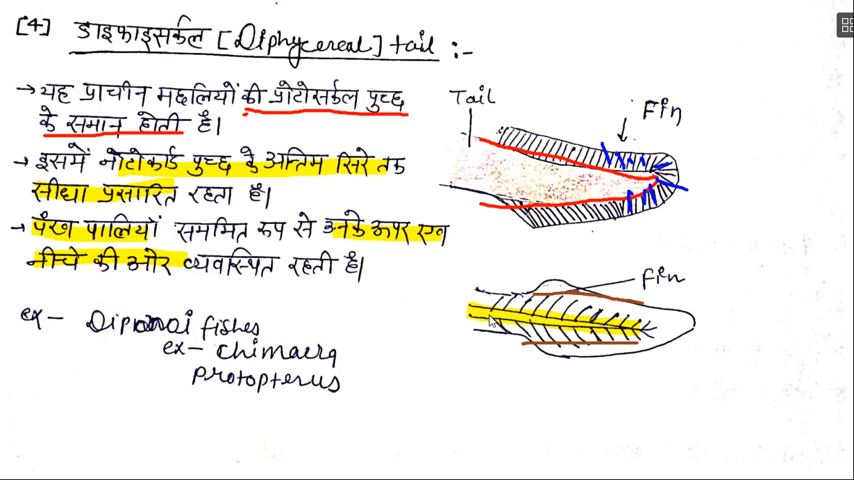 [4] डाइफाइसर्कल [Diphycereal] tail :-
→ यह प्राचीन मछलियों की प्रोटोसर्कल पुच्छ
के समान होती है।
→ इसमें नोटोकार्ड पुच्छ के अन्तिम सिरे तक
सीधा प्रसारित रहता है।
→ पंख पालियाँ सममित रूप से उनके ऊपर एवं
नीचे की ओर व्यवस्थित रहती है।
ex- Dipnoi fishes
ex- Chimaera
Protopterus
Tail
Fin
Fin